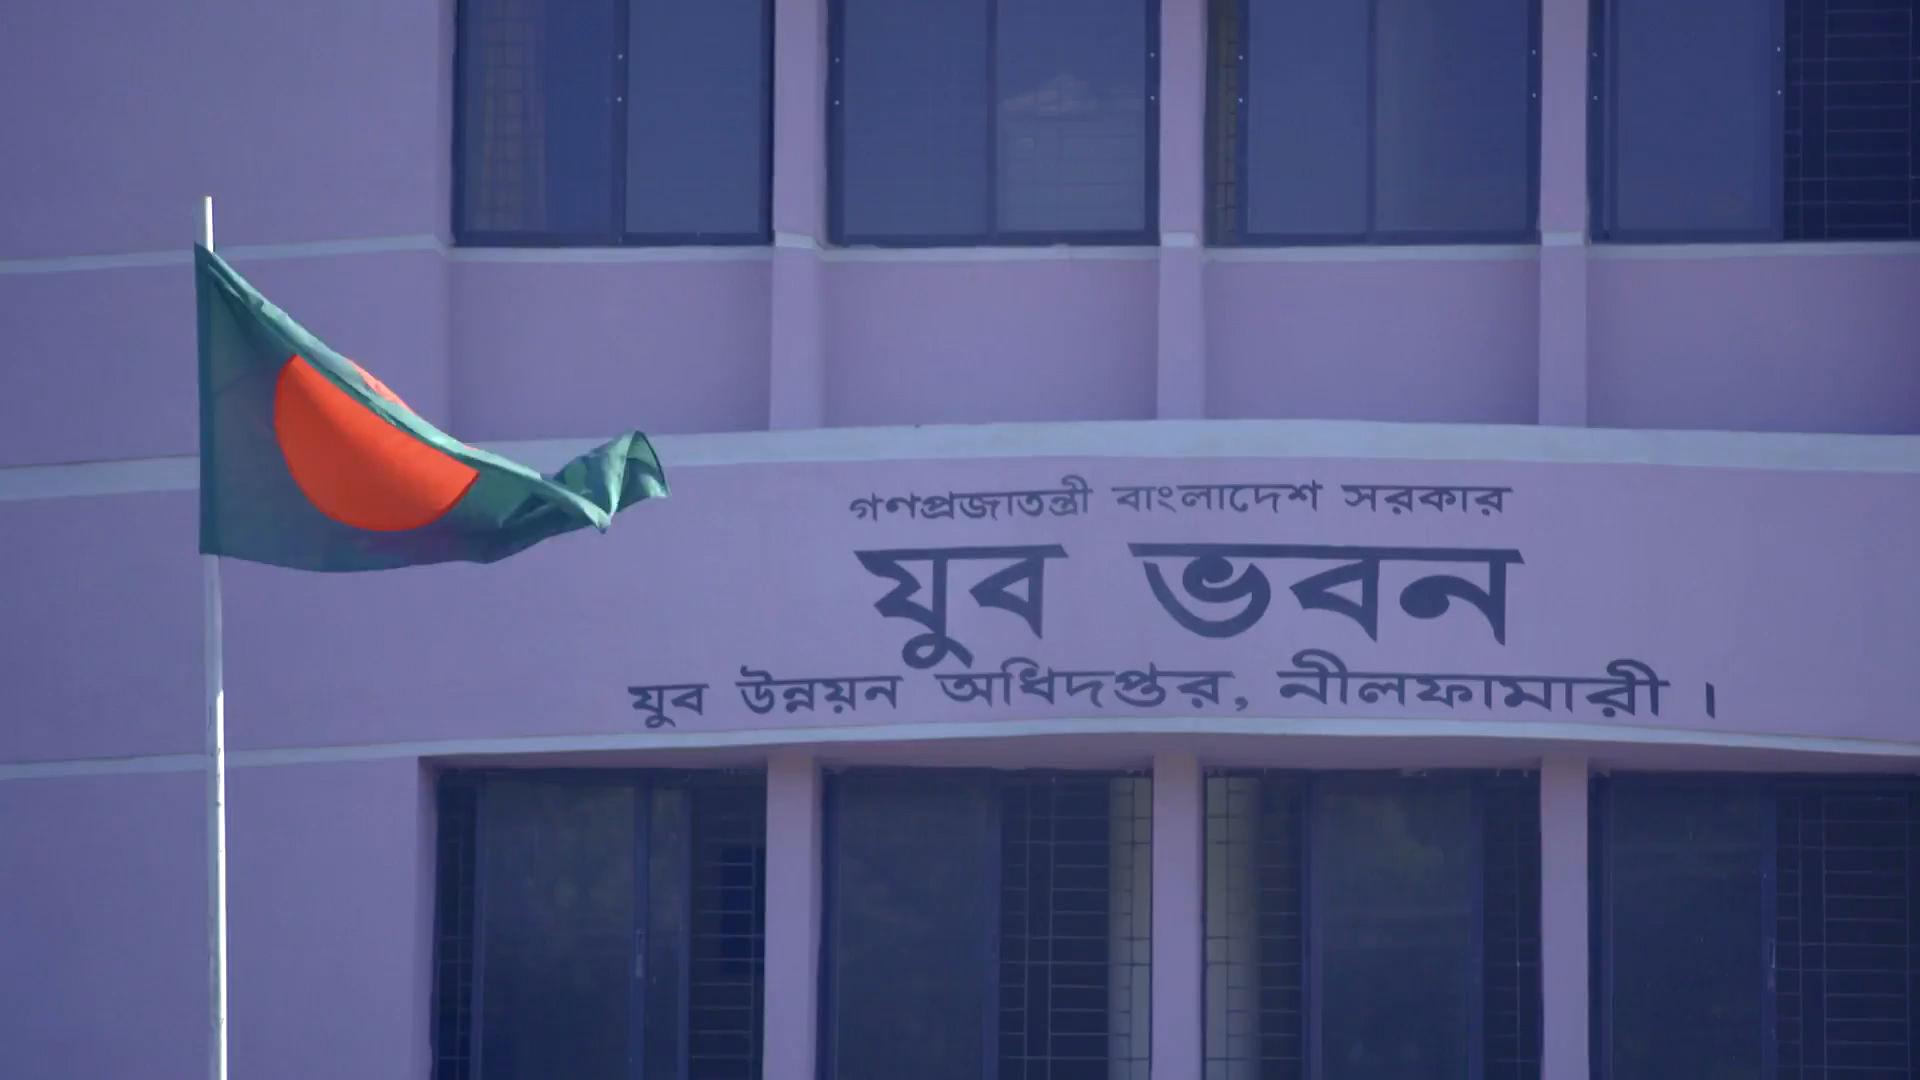 গণপ্রজাতন্ত্রী বাংলাদেশ সরকার
যুব ভবন
যুব উন্নয়ন অধিদপ্তর, নীলফামারী।